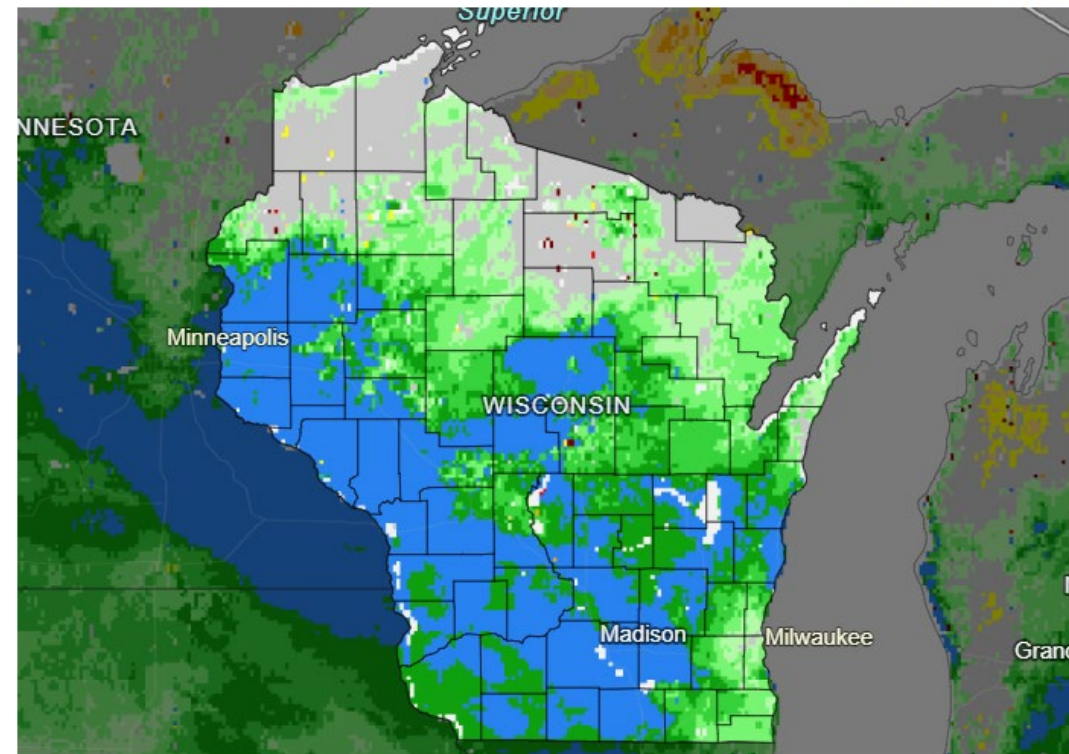 Superior
NNESOTA
Minneapolis
WISCONSIN
Madison
Milwaukee
Grand